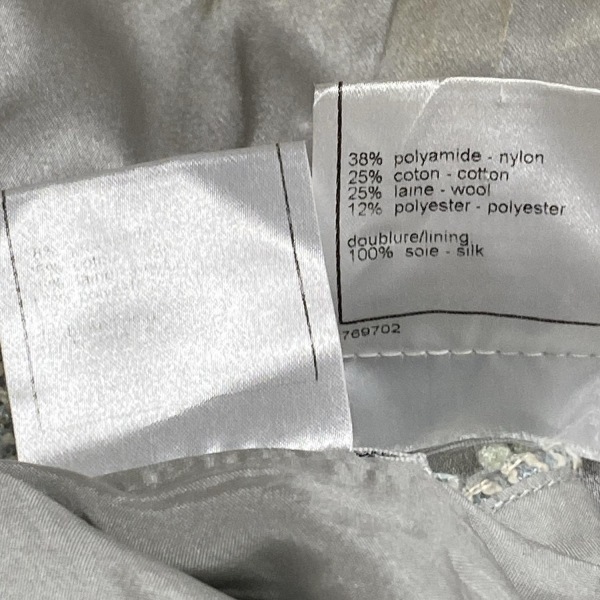 38% polyamide - nylon
25% coton - cotton
25% laine - wool
12% polyester - polyester
doublure/lining
100% soie - silk
769702